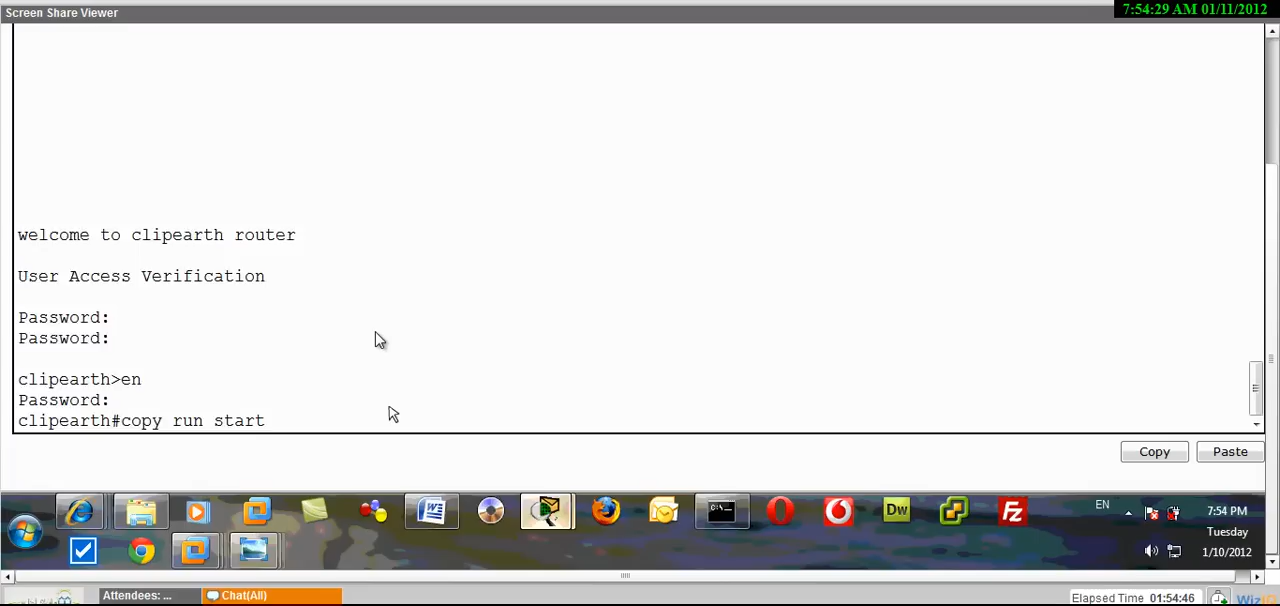 Screen Share Viewer
7:54:29 AM 01/11/2012
welcome to clipearth router
User Access Verification
Password:
Password:
clipearth>en
Password:
clipearth#copy run start
Copy
Paste
C:\_
Dw
Fz
EN
7:54 PM
Tuesday
1/10/2012
Attendees: ...
Chat(All)
Elapsed Time
01:54:46